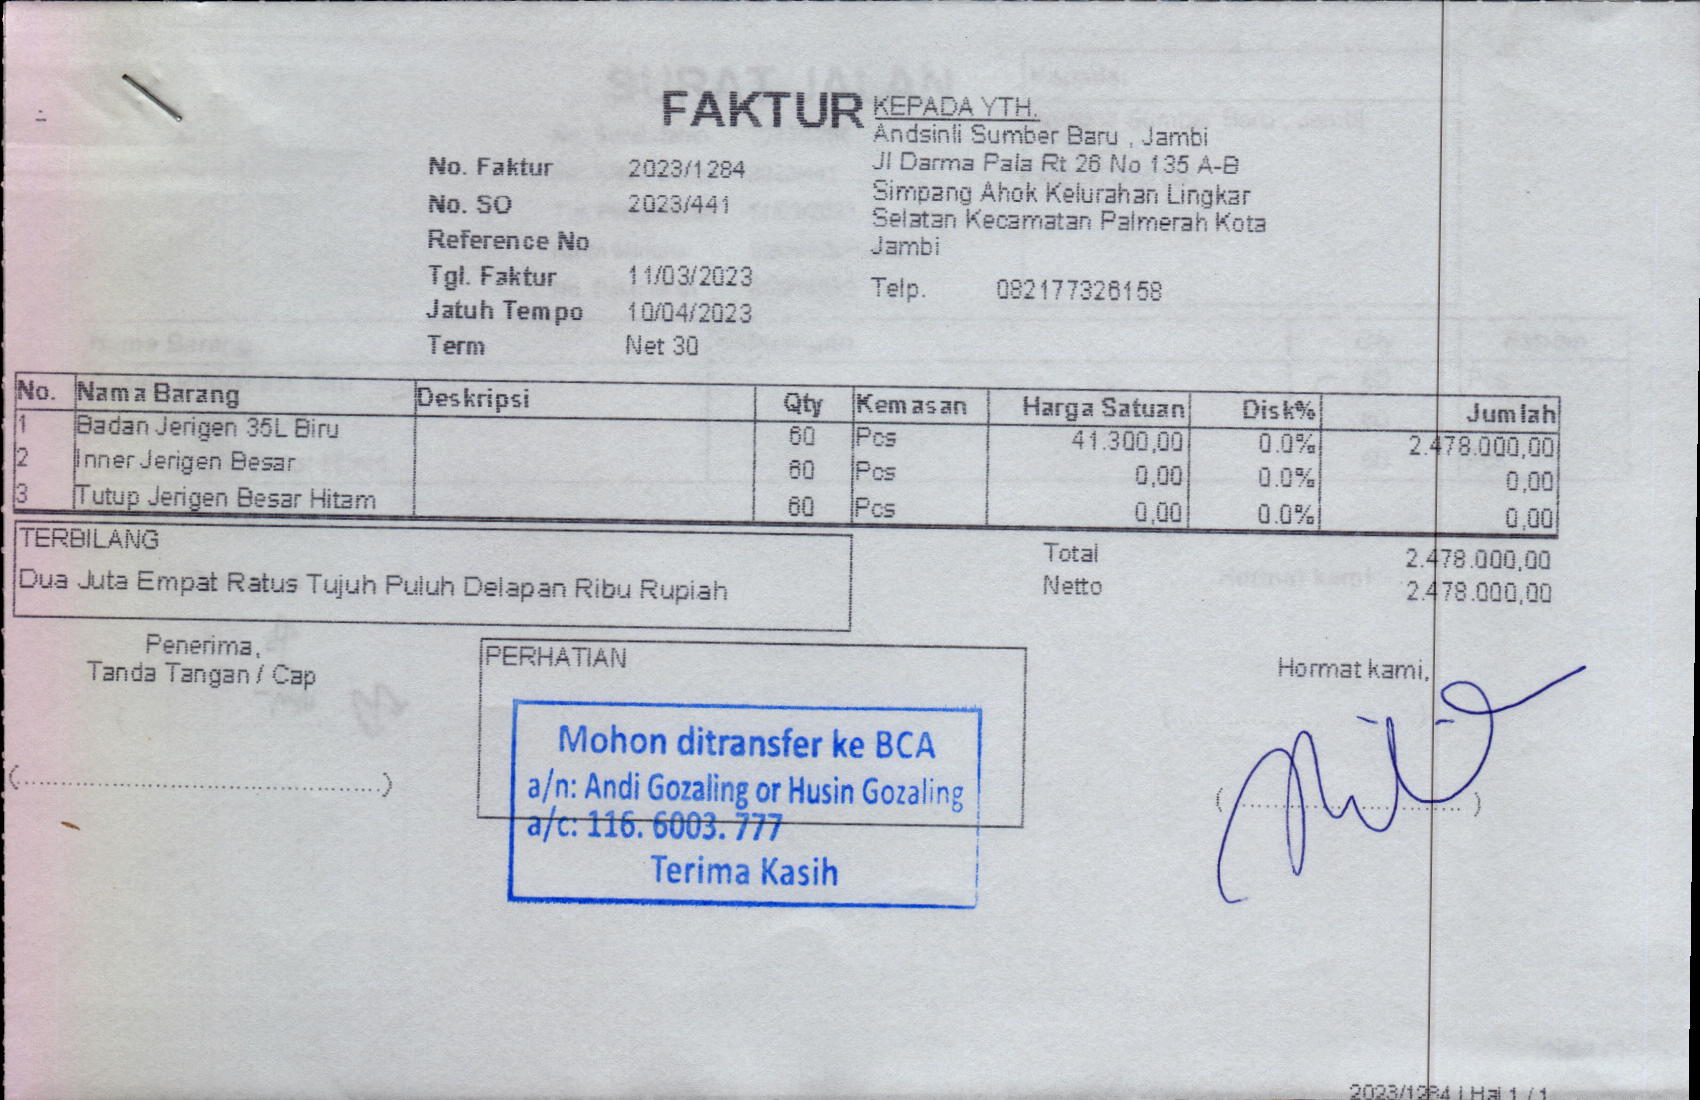 FAKTUR
KEPADA YTH.
Andsinli Sumber Baru , Jambi
Jl Darma Pala Rt 26 No 135 A-B
Simpang Ahok Kelurahan Lingkar
Selatan Kecamatan Palmerah Kota
Jambi
Telp. 082177326158
No. Faktur 2023/1284
No. SO 2023/441
Reference No
Tgl. Faktur 11/03/2023
Jatuh Tempo 10/04/2023
Term Net 30
No. Nama Barang Deskripsi Qty Kemasan Harga Satuan Disk% Jumlah
1 Badan Jerigen 35L Biru 60 Pcs 41.300,00 0.0% 2.478.000,00
2 Inner Jerigen Besar 60 Pcs 0,00 0.0% 0,00
3 Tutup Jerigen Besar Hitam 60 Pcs 0,00 0.0% 0,00
TERBILANG
Dua Juta Empat Ratus Tujuh Puluh Delapan Ribu Rupiah
Total 2.478.000,00
Netto 2.478.000,00
Penerima,
Tanda Tangan / Cap
(.....................................................)
PERHATIAN
Mohon ditransfer ke BCA
a/n: Andi Gozaling or Husin Gozaling
a/c: 116. 6003. 777
Terima Kasih
Hormat kami,
(.....................................)
2023/1284 | Hal 1 / 1